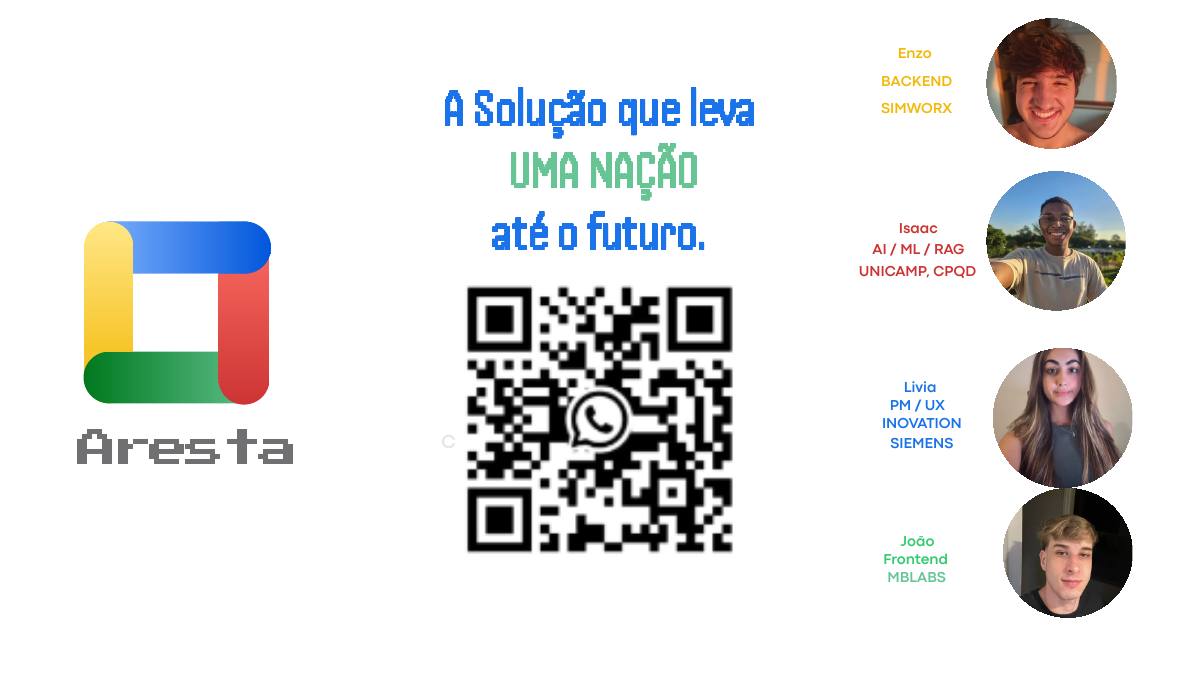 Aresta
A Solução que leva
UMA NAÇÃO
até o futuro.
C
Enzo
BACKEND
SIMWORX
Isaac
AI / ML / RAG
UNICAMP, CPQD
Livia
PM / UX
INOVATION
SIEMENS
João
Frontend
MBLABS